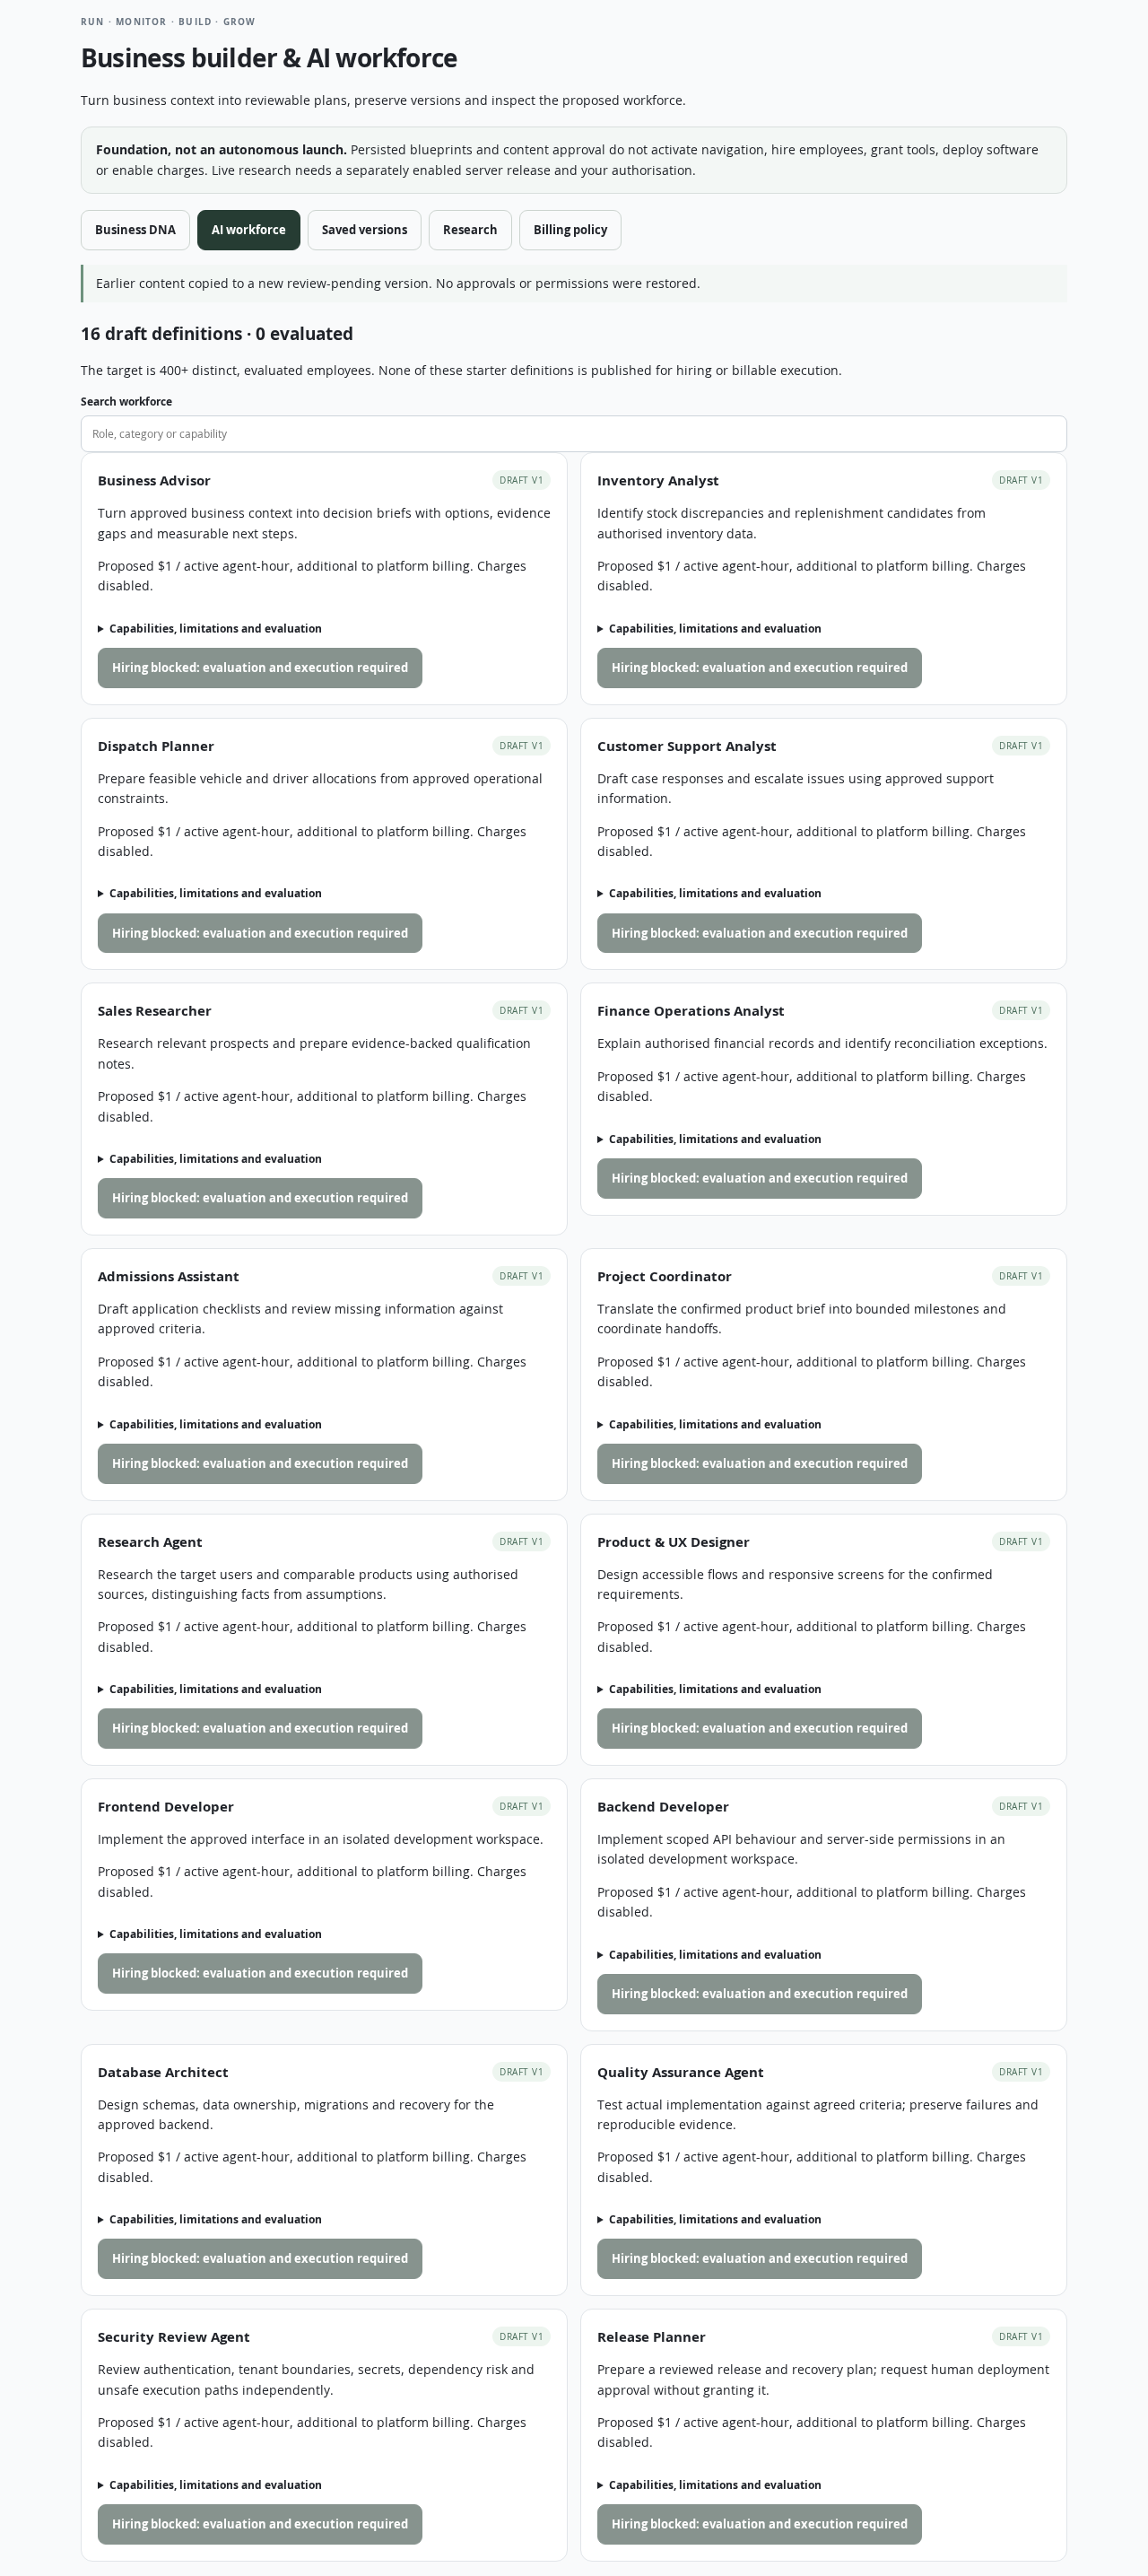 RUN · MONITOR · BUILD · GROW
Business builder & AI workforce
Turn business context into reviewable plans, preserve versions and inspect the proposed workforce.
Foundation, not an autonomous launch. Persisted blueprints and content approval do not activate navigation, hire employees, grant tools, deploy software
or enable charges. Live research needs a separately enabled server release and your authorisation.
Business DNA
AI workforce
Saved versions
Research
Billing policy
Earlier content copied to a new review-pending version. No approvals or permissions were restored.
16 draft definitions · 0 evaluated
The target is 400+ distinct, evaluated employees. None of these starter definitions is published for hiring or billable execution.
Search workforce
Role, category or capability
Business Advisor
DRAFT V1
Turn approved business context into decision briefs with options, evidence
gaps and measurable next steps.
Proposed $1 / active agent-hour, additional to platform billing. Charges
disabled.
Capabilities, limitations and evaluation
Hiring blocked: evaluation and execution required
Inventory Analyst
DRAFT V1
Identify stock discrepancies and replenishment candidates from
authorised inventory data.
Proposed $1 / active agent-hour, additional to platform billing. Charges
disabled.
Capabilities, limitations and evaluation
Hiring blocked: evaluation and execution required
Dispatch Planner
DRAFT V1
Prepare feasible vehicle and driver allocations from approved operational
constraints.
Proposed $1 / active agent-hour, additional to platform billing. Charges
disabled.
Capabilities, limitations and evaluation
Hiring blocked: evaluation and execution required
Customer Support Analyst
DRAFT V1
Draft case responses and escalate issues using approved support
information.
Proposed $1 / active agent-hour, additional to platform billing. Charges
disabled.
Capabilities, limitations and evaluation
Hiring blocked: evaluation and execution required
Sales Researcher
DRAFT V1
Research relevant prospects and prepare evidence-backed qualification
notes.
Proposed $1 / active agent-hour, additional to platform billing. Charges
disabled.
Capabilities, limitations and evaluation
Hiring blocked: evaluation and execution required
Finance Operations Analyst
DRAFT V1
Explain authorised financial records and identify reconciliation exceptions.
Proposed $1 / active agent-hour, additional to platform billing. Charges
disabled.
Capabilities, limitations and evaluation
Hiring blocked: evaluation and execution required
Admissions Assistant
DRAFT V1
Draft application checklists and review missing information against
approved criteria.
Proposed $1 / active agent-hour, additional to platform billing. Charges
disabled.
Capabilities, limitations and evaluation
Hiring blocked: evaluation and execution required
Project Coordinator
DRAFT V1
Translate the confirmed product brief into bounded milestones and
coordinate handoffs.
Proposed $1 / active agent-hour, additional to platform billing. Charges
disabled.
Capabilities, limitations and evaluation
Hiring blocked: evaluation and execution required
Research Agent
DRAFT V1
Research the target users and comparable products using authorised
sources, distinguishing facts from assumptions.
Proposed $1 / active agent-hour, additional to platform billing. Charges
disabled.
Capabilities, limitations and evaluation
Hiring blocked: evaluation and execution required
Product & UX Designer
DRAFT V1
Design accessible flows and responsive screens for the confirmed
requirements.
Proposed $1 / active agent-hour, additional to platform billing. Charges
disabled.
Capabilities, limitations and evaluation
Hiring blocked: evaluation and execution required
Frontend Developer
DRAFT V1
Implement the approved interface in an isolated development workspace.
Proposed $1 / active agent-hour, additional to platform billing. Charges
disabled.
Capabilities, limitations and evaluation
Hiring blocked: evaluation and execution required
Backend Developer
DRAFT V1
Implement scoped API behaviour and server-side permissions in an
isolated development workspace.
Proposed $1 / active agent-hour, additional to platform billing. Charges
disabled.
Capabilities, limitations and evaluation
Hiring blocked: evaluation and execution required
Database Architect
DRAFT V1
Design schemas, data ownership, migrations and recovery for the
approved backend.
Proposed $1 / active agent-hour, additional to platform billing. Charges
disabled.
Capabilities, limitations and evaluation
Hiring blocked: evaluation and execution required
Quality Assurance Agent
DRAFT V1
Test actual implementation against agreed criteria; preserve failures and
reproducible evidence.
Proposed $1 / active agent-hour, additional to platform billing. Charges
disabled.
Capabilities, limitations and evaluation
Hiring blocked: evaluation and execution required
Security Review Agent
DRAFT V1
Review authentication, tenant boundaries, secrets, dependency risk and
unsafe execution paths independently.
Proposed $1 / active agent-hour, additional to platform billing. Charges
disabled.
Capabilities, limitations and evaluation
Hiring blocked: evaluation and execution required
Release Planner
DRAFT V1
Prepare a reviewed release and recovery plan; request human deployment
approval without granting it.
Proposed $1 / active agent-hour, additional to platform billing. Charges
disabled.
Capabilities, limitations and evaluation
Hiring blocked: evaluation and execution required